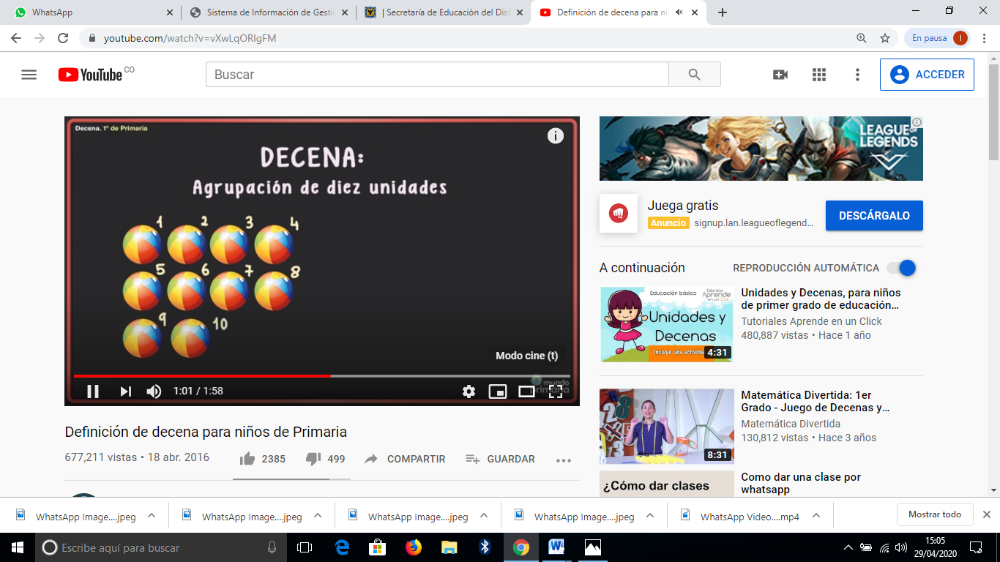 WhatsApp
Sistema de Información de Gestic
| Secretaría de Educación del Dist
Definición de decena para niñ
youtube.com/watch?v=vXwLqORIgFM
En pausa
I
YouTube CO
Buscar
ACCEDER
Decena. 1º de Primaria
DECENA:
Agrupación de diez unidades
1 2 3 4
5 6 7 8
9 10
Modo cine (t)
1:01 / 1:58
mundo
primaria
Definición de decena para niños de Primaria
677,211 vistas • 18 abr. 2016
2385
499
COMPARTIR
GUARDAR
LEAGUE OF
LEGENDS
Juega gratis
Anuncio signup.lan.leagueoflegend...
DESCÁRGALO
A continuación
REPRODUCCIÓN AUTOMÁTICA
Educación básica
Tutoriales
Aprende
en un Click
Unidades y
Decenas
Incluye una actividad
4:31
Unidades y Decenas, para niños
de primer grado de educación...
Tutoriales Aprende en un Click
480,887 vistas • Hace 1 año
8:31
Matemática Divertida: 1er
Grado - Juego de Decenas y...
Matemática Divertida
130,812 vistas • Hace 3 años
¿Cómo dar clases
Como dar una clase por
whatsapp
WhatsApp Image....jpeg
WhatsApp Image....jpeg
WhatsApp Image....jpeg
WhatsApp Image....jpeg
WhatsApp Video....mp4
Mostrar todo
Escribe aquí para buscar
15:05
29/04/2020